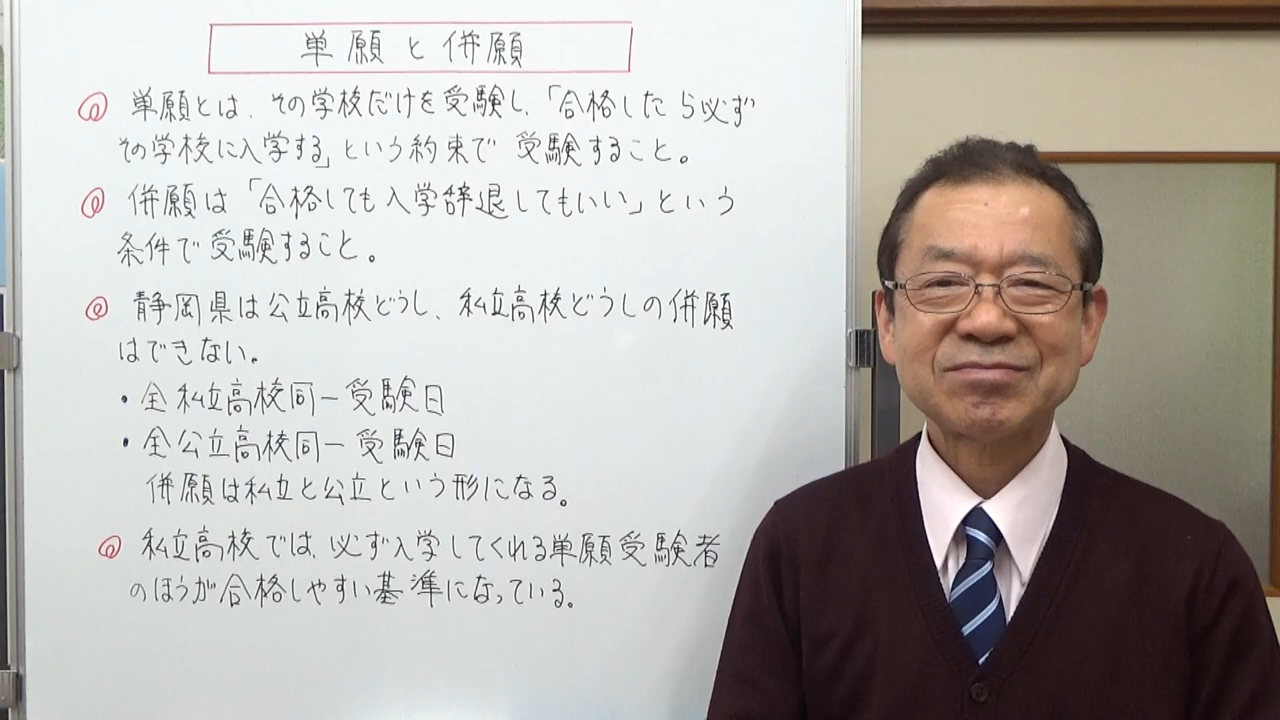 単願と併願
単願とは、その学校だけを受験し、「合格したら必ず
その学校に入学する」という約束で受験すること。
併願は「合格しても入学辞退してもいい」という
条件で受験すること。
静岡県は公立高校どうし、私立高校どうしの併願
はできない。
・全私立高校同一受験日
・全公立高校同一受験日
併願は私立と公立という形になる。
私立高校では、必ず入学してくれる単願受験者
のほうが合格しやすい基準になっている。